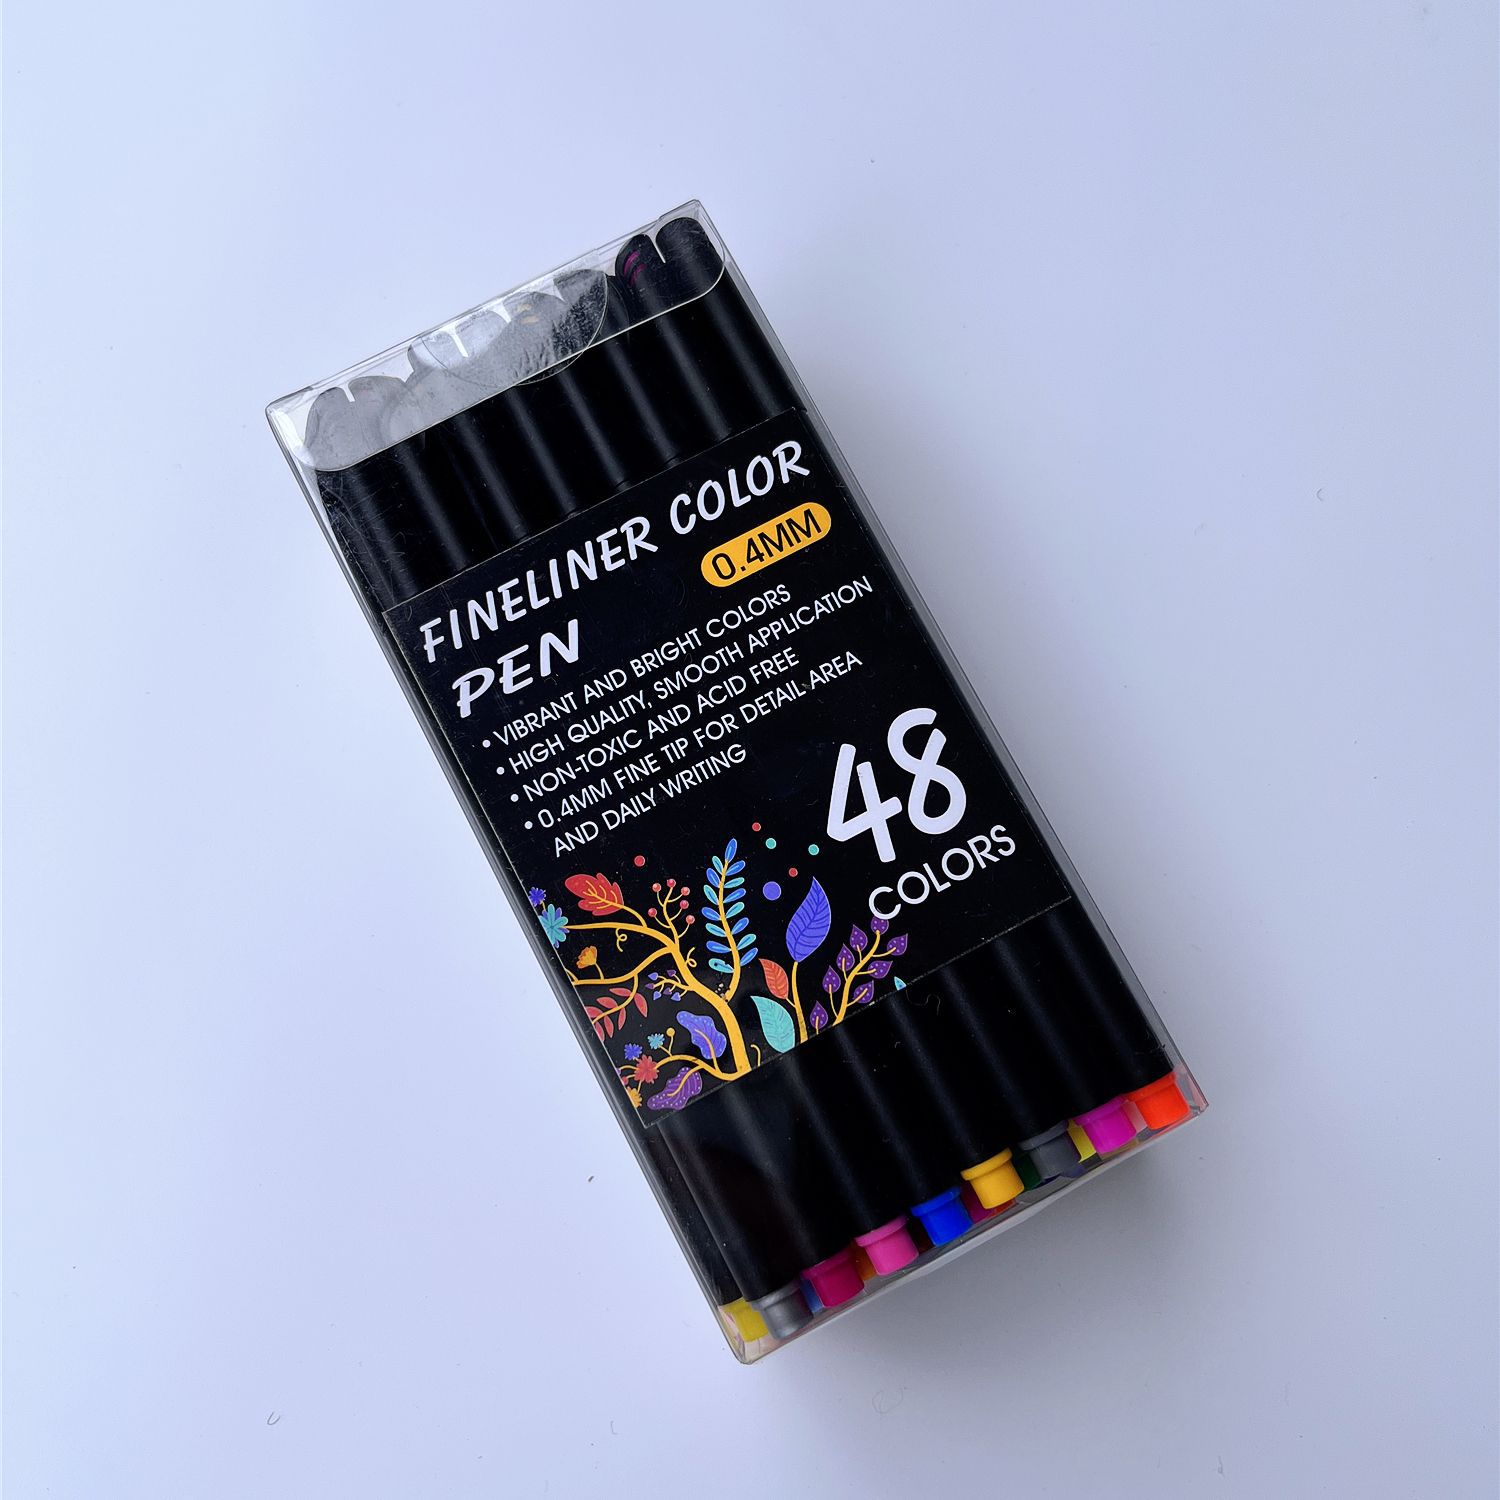 FINELINER COLOR
PEN
0.4MM
• VIBRANT AND BRIGHT COLORS
• HIGH QUALITY, SMOOTH APPLICATION
• NON-TOXIC AND ACID FREE
• 0.4MM FINE TIP FOR DETAIL AREA
AND DAILY WRITING
48
COLORS